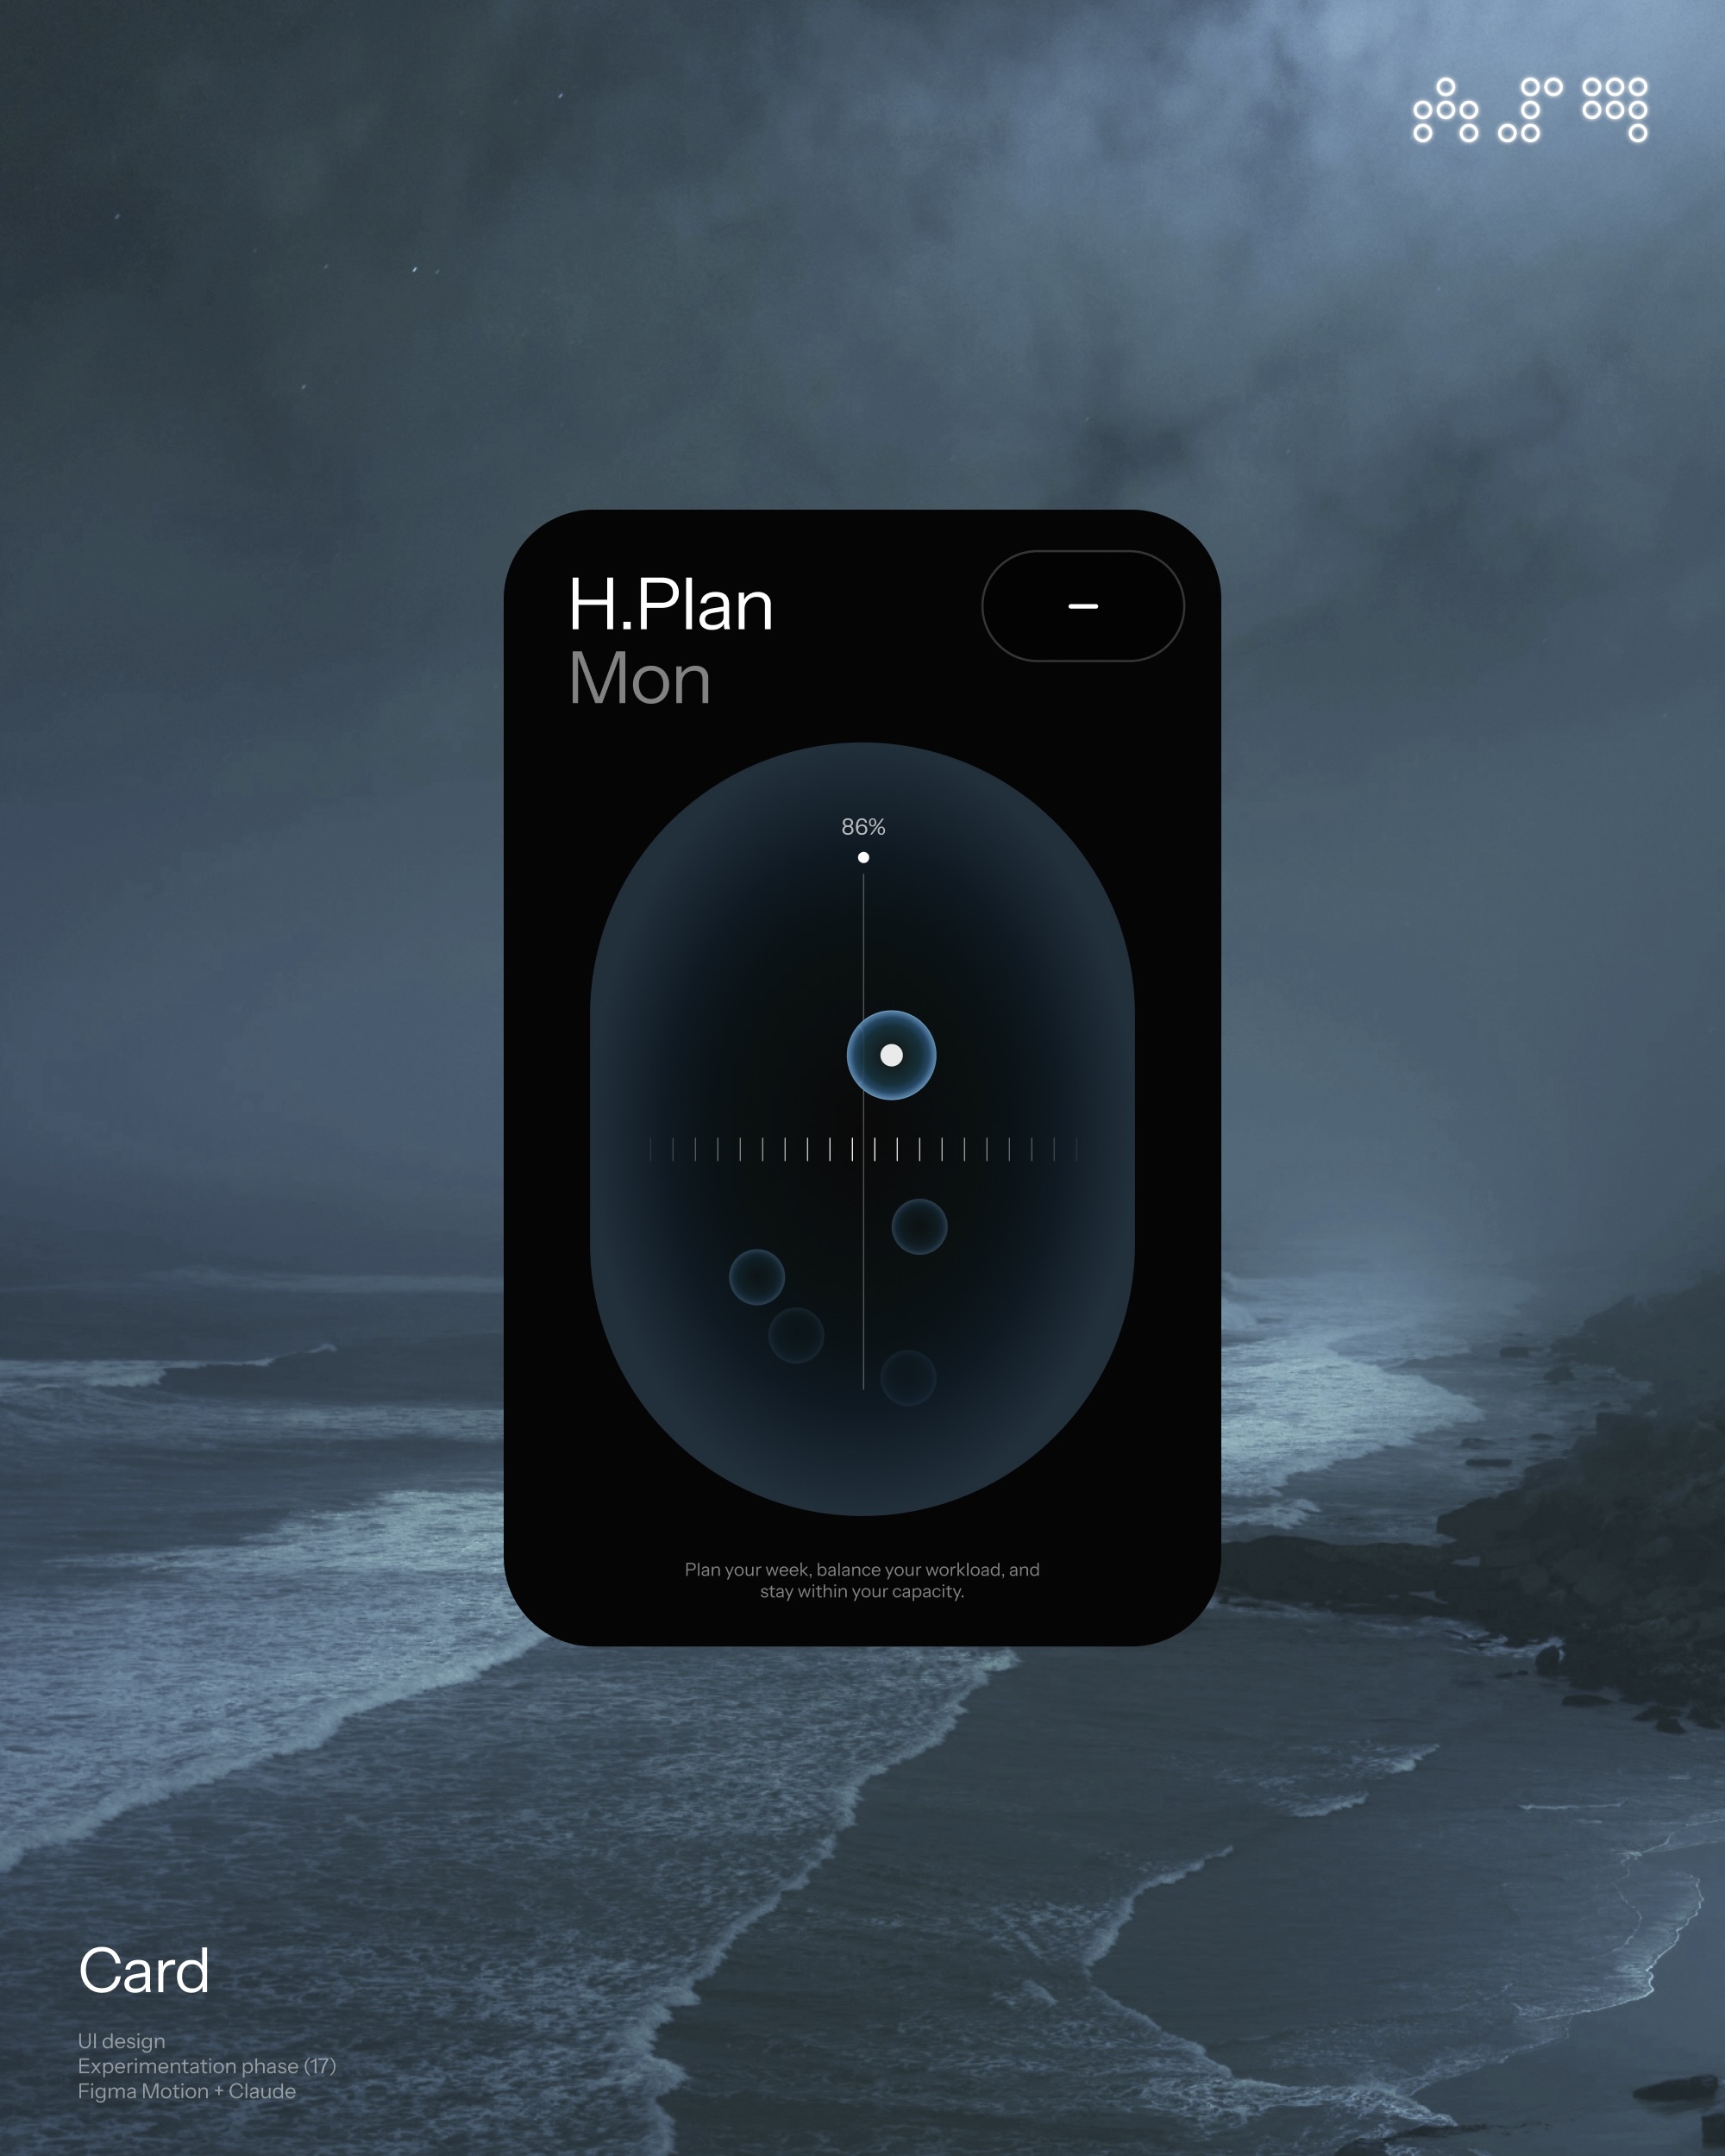 H.Plan
Mon
86%
Plan your week, balance your workload, and
stay within your capacity.
Card
UI design
Experimentation phase (17)
Figma Motion + Claude